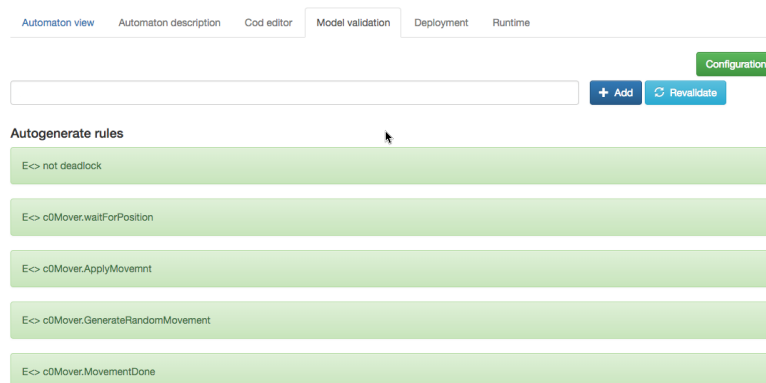 Automaton view Automaton description Cod editor Model validation Deployment Runtime
Configuration
+ Add Revalidate
Autogenerate rules
E<> not deadlock
E<> c0Mover.waitForPosition
E<> c0Mover.ApplyMovemnt
E<> c0Mover.GenerateRandomMovement
E<> c0Mover.MovementDone